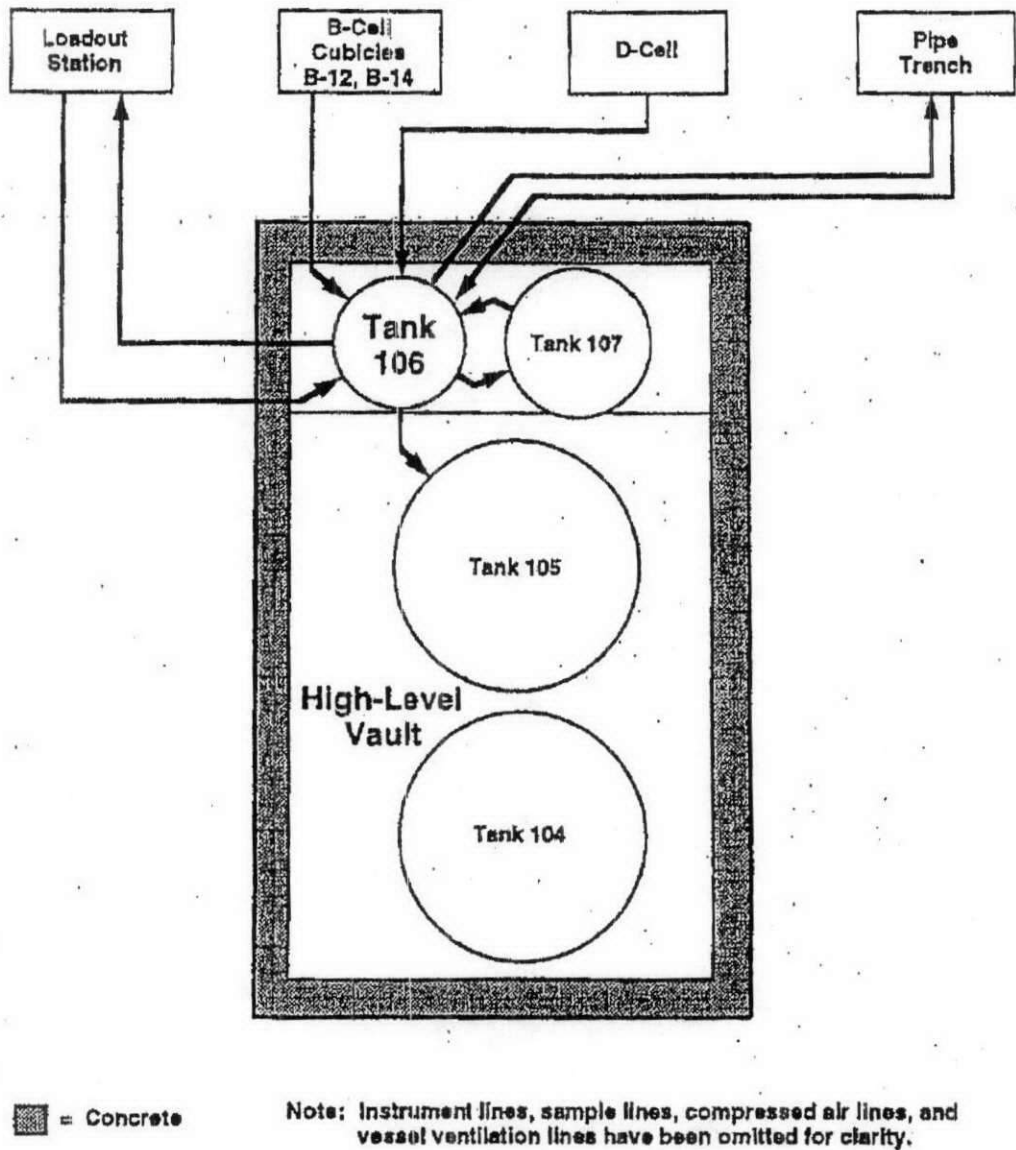 Loadout
Station
B-Cell
Cubicles
B-12, B-14
D-Cell
Pipe
Trench
Tank
106
Tank 107
Tank 105
High-Level
Vault
Tank 104
= Concrete
Note: Instrument lines, sample lines, compressed air lines, and
vessel ventilation lines have been omitted for clarity.